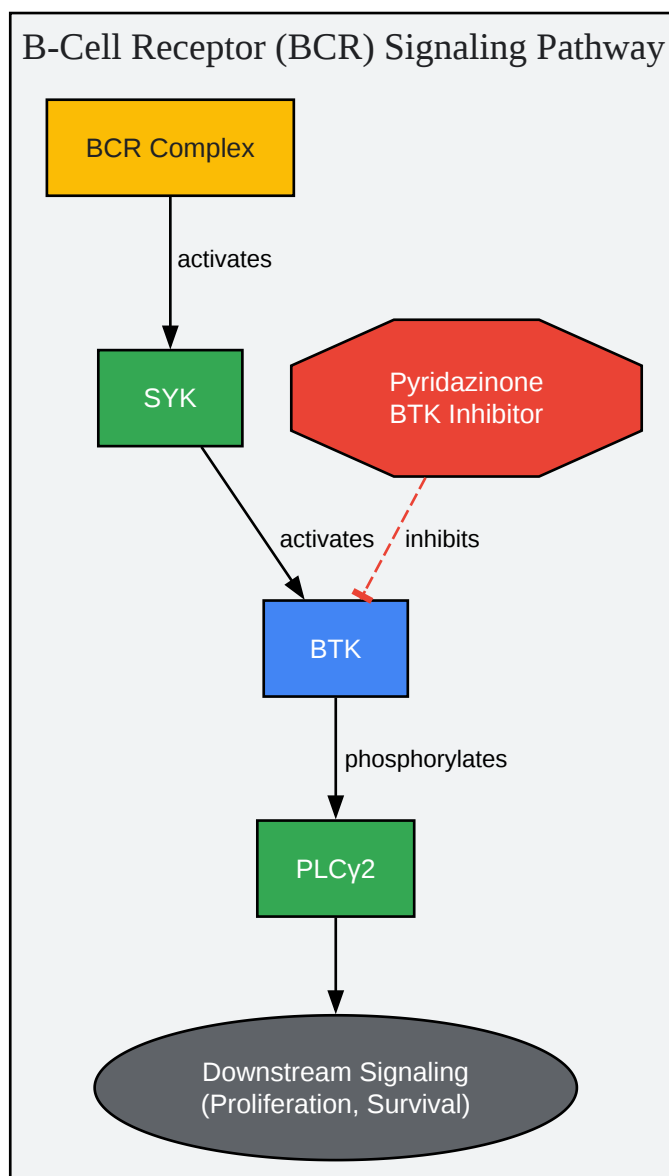 B-Cell Receptor (BCR) Signaling Pathway
BCR Complex
activates
SYK
Pyridazinone
BTK Inhibitor
activates
inhibits
BTK
phosphorylates
PLCγ2
Downstream Signaling
(Proliferation, Survival)